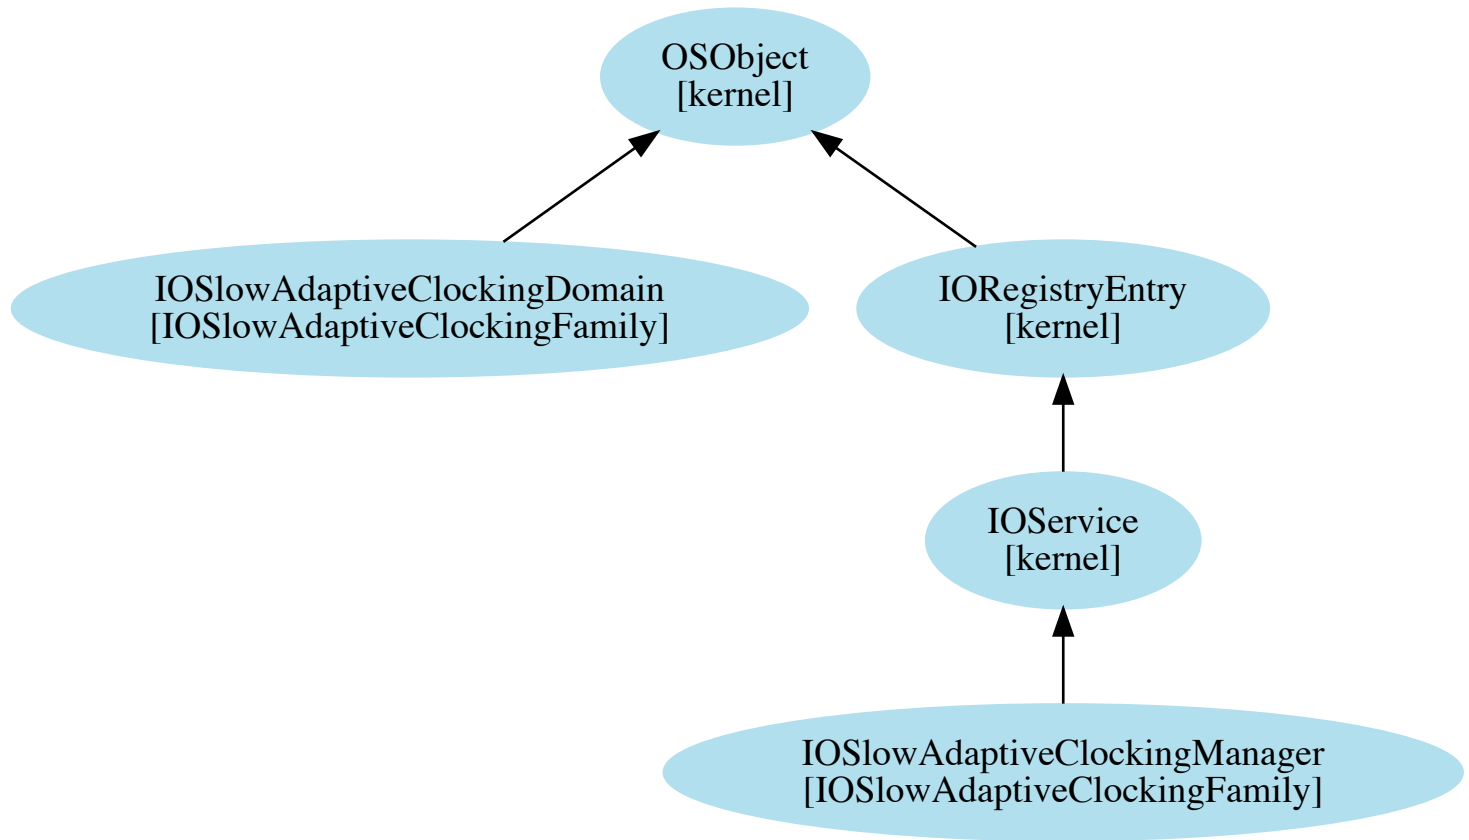 OSObject
[kernel]
IOSlowAdaptiveClockingDomain
[IOSlowAdaptiveClockingFamily]
IORegistryEntry
[kernel]
IOService
[kernel]
IOSlowAdaptiveClockingManager
[IOSlowAdaptiveClockingFamily]